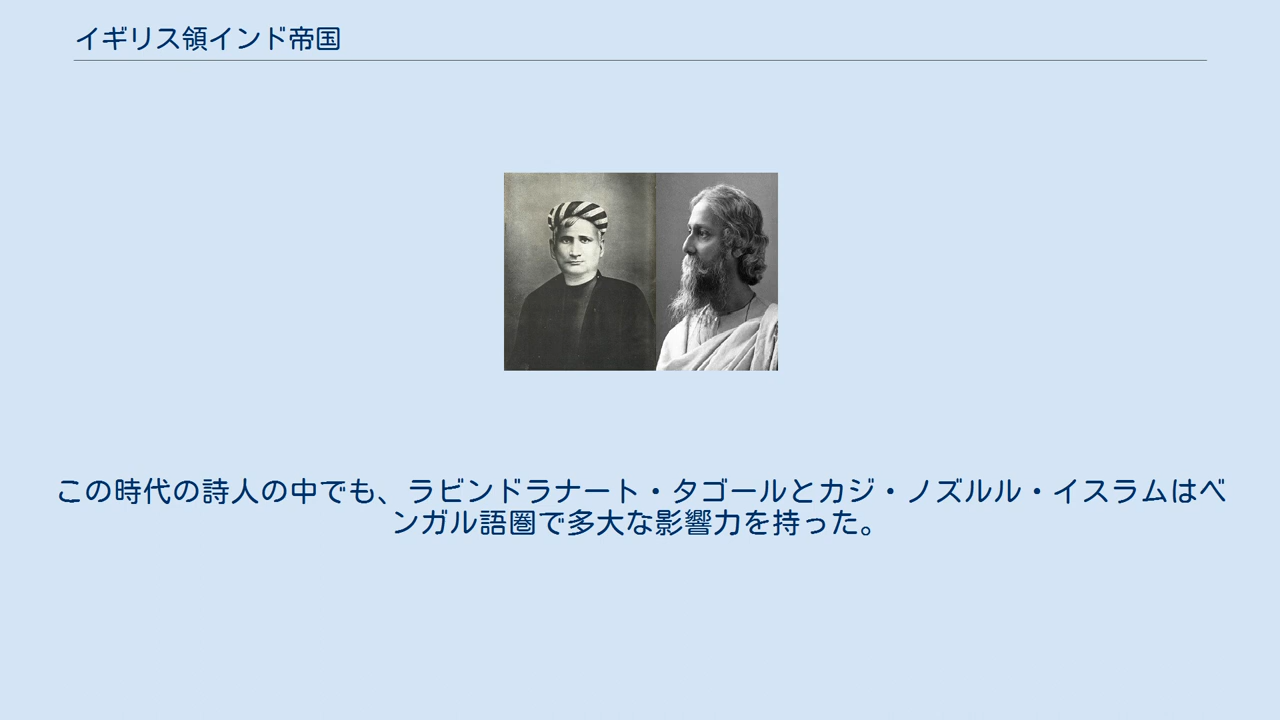 イギリス領インド帝国
この時代の詩人の中でも、ラビンドラナート・タゴールとカジ・ノズルル・イスラムはベ
ンガル語圏で多大な影響力を持った。